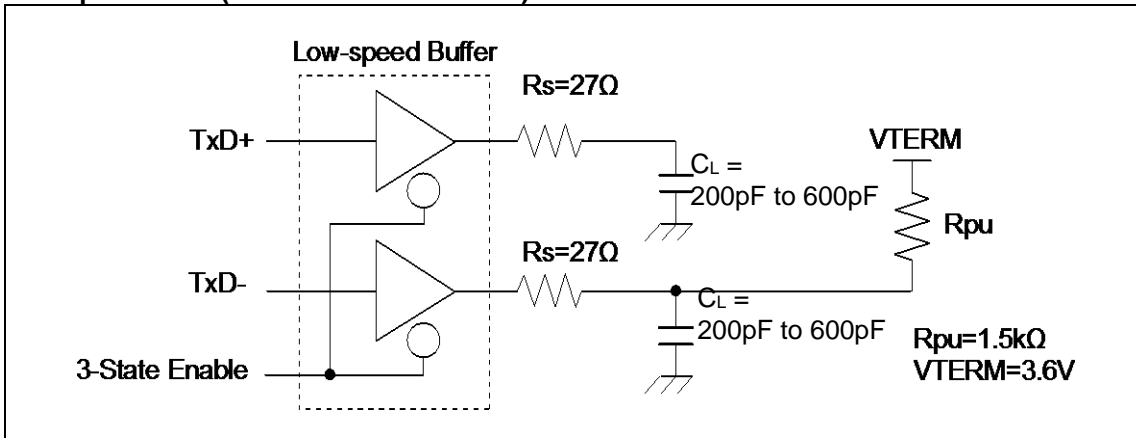 Low-speed Buffer
Rs=27Ω
TxD+
VTERM
CL =
200pF to 600pF
Rpu
Rs=27Ω
TxD-
CL =
200pF to 600pF
Rpu=1.5kΩ
VTERM=3.6V
3-State Enable